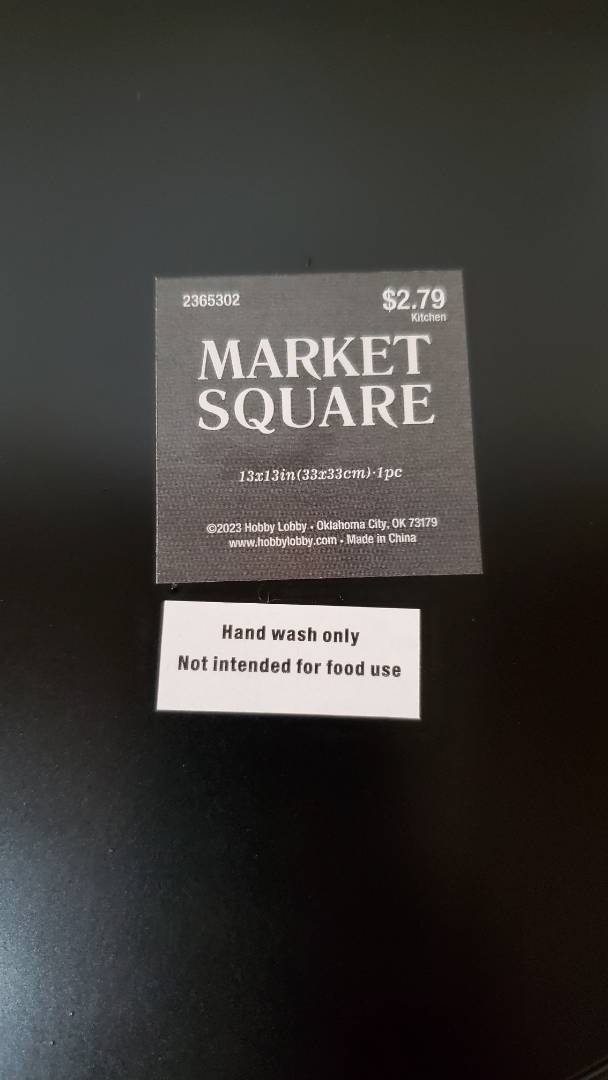 2365302 $2.79
Kitchen
MARKET
SQUARE
13x13in(33x33cm)·1pc
©2023 Hobby Lobby • Oklahoma City, OK 73179
www.hobbylobby.com • Made in China
Hand wash only
Not intended for food use